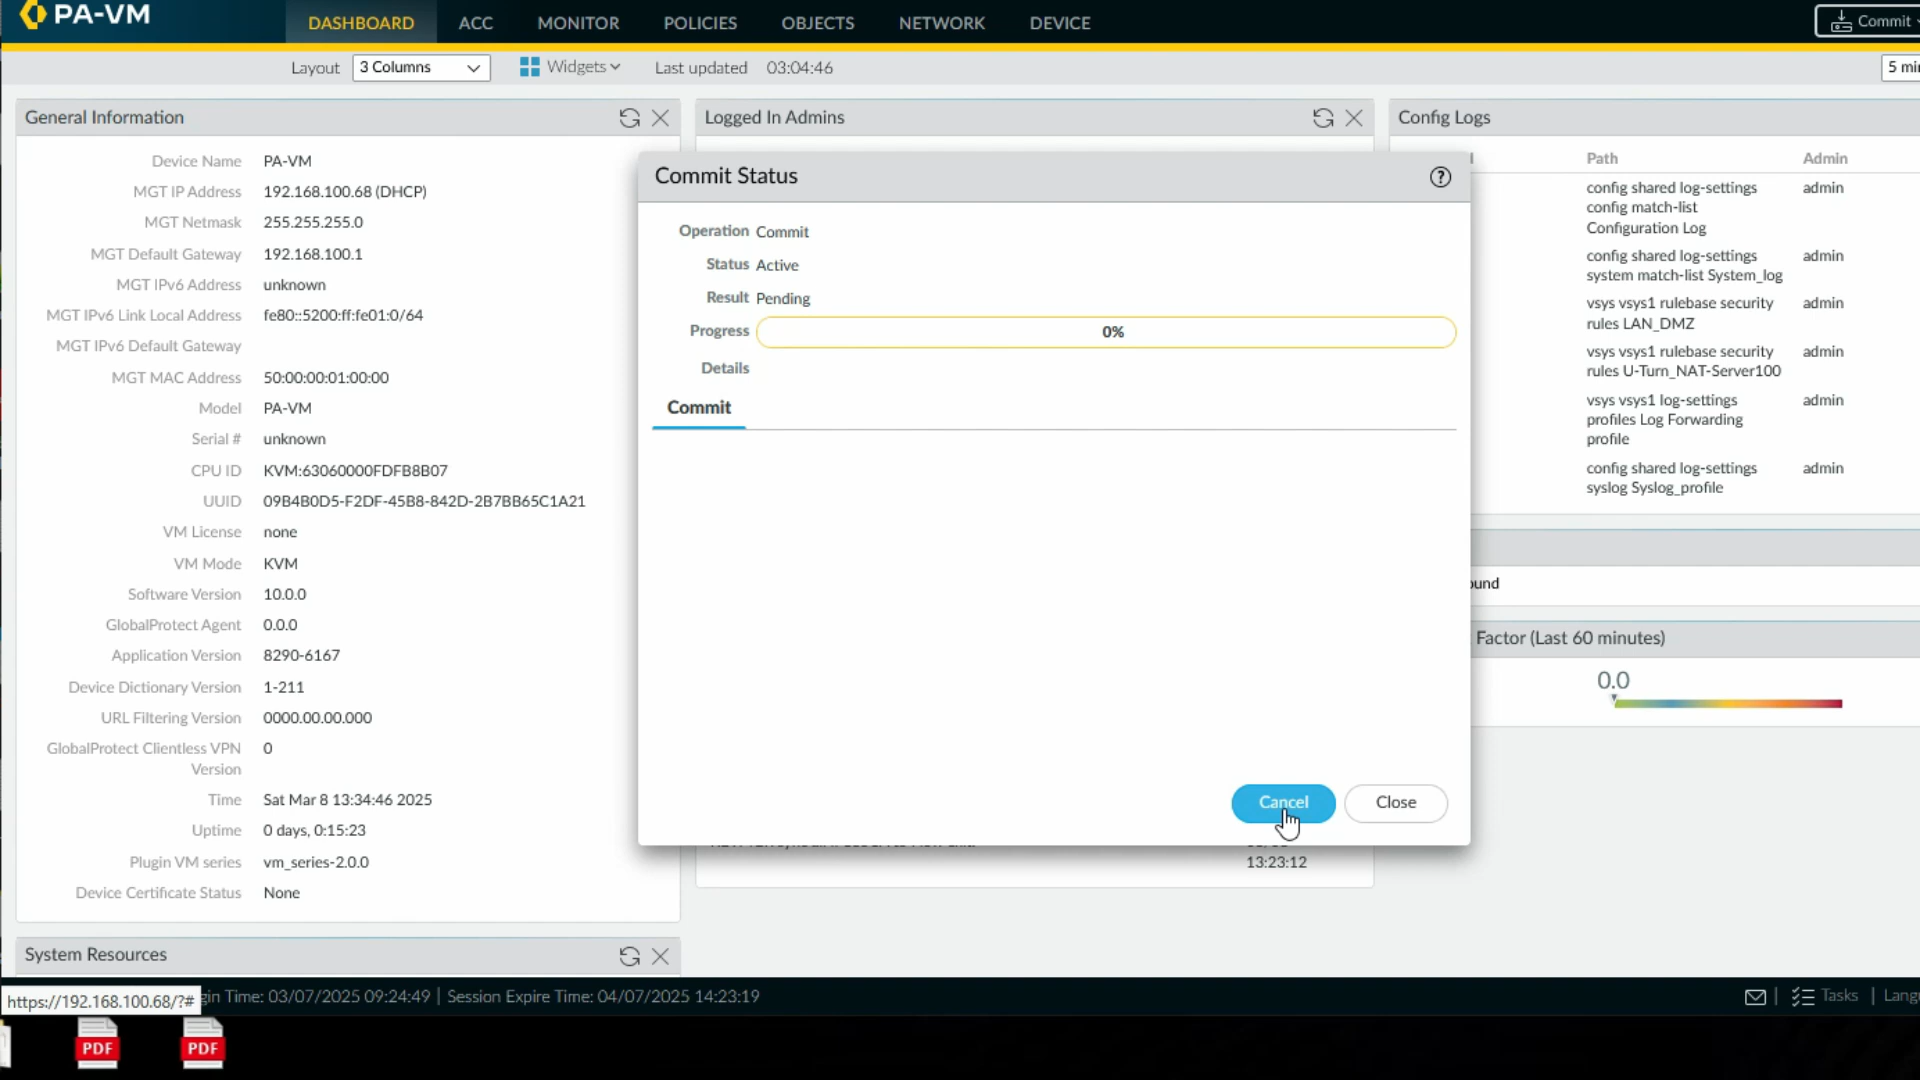 PA-VM
DASHBOARD ACC MONITOR POLICIES OBJECTS NETWORK DEVICE
Commit
Layout 3 Columns Widgets Last updated 03:04:46
General Information
Device Name PA-VM
MGT IP Address 192.168.100.68 (DHCP)
MGT Netmask 255.255.255.0
MGT Default Gateway 192.168.100.1
MGT IPv6 Address unknown
MGT IPv6 Link Local Address fe80::5200:ff:fe01:0/64
MGT IPv6 Default Gateway
MGT MAC Address 50:00:00:01:00:00
Model PA-VM
Serial # unknown
CPU ID KVM:63060000FDFB8B07
UUID 09B4B0D5-F2DF-45B8-842D-2B7BB65C1A21
VM License none
VM Mode KVM
Software Version 10.0.0
GlobalProtect Agent 0.0.0
Application Version 8290-6167
Device Dictionary Version 1-211
URL Filtering Version 0000.00.00.000
GlobalProtect Clientless VPN 0
Version
Time Sat Mar 8 13:34:46 2025
Uptime 0 days, 0:15:23
Plugin VM series vm_series-2.0.0
Device Certificate Status None
System Resources
Logged In Admins
Commit Status
Operation Commit
Status Active
Result Pending
Progress 0%
Details
Commit
Cancel Close
13:23:12
Config Logs
Path Admin
config shared log-settings admin
config match-list
Configuration Log
config shared log-settings admin
system match-list System_log
vsys vsys1 rulebase security admin
rules LAN_DMZ
vsys vsys1 rulebase security admin
rules U-Turn_NAT-Server100
vsys vsys1 log-settings admin
profiles Log Forwarding
profile
config shared log-settings admin
syslog Syslog_profile
Factor (Last 60 minutes)
0.0
https://192.168.100.68/?# Time: 03/07/2025 09:24:49 | Session Expire Time: 04/07/2025 14:23:19
Tasks
PDF PDF